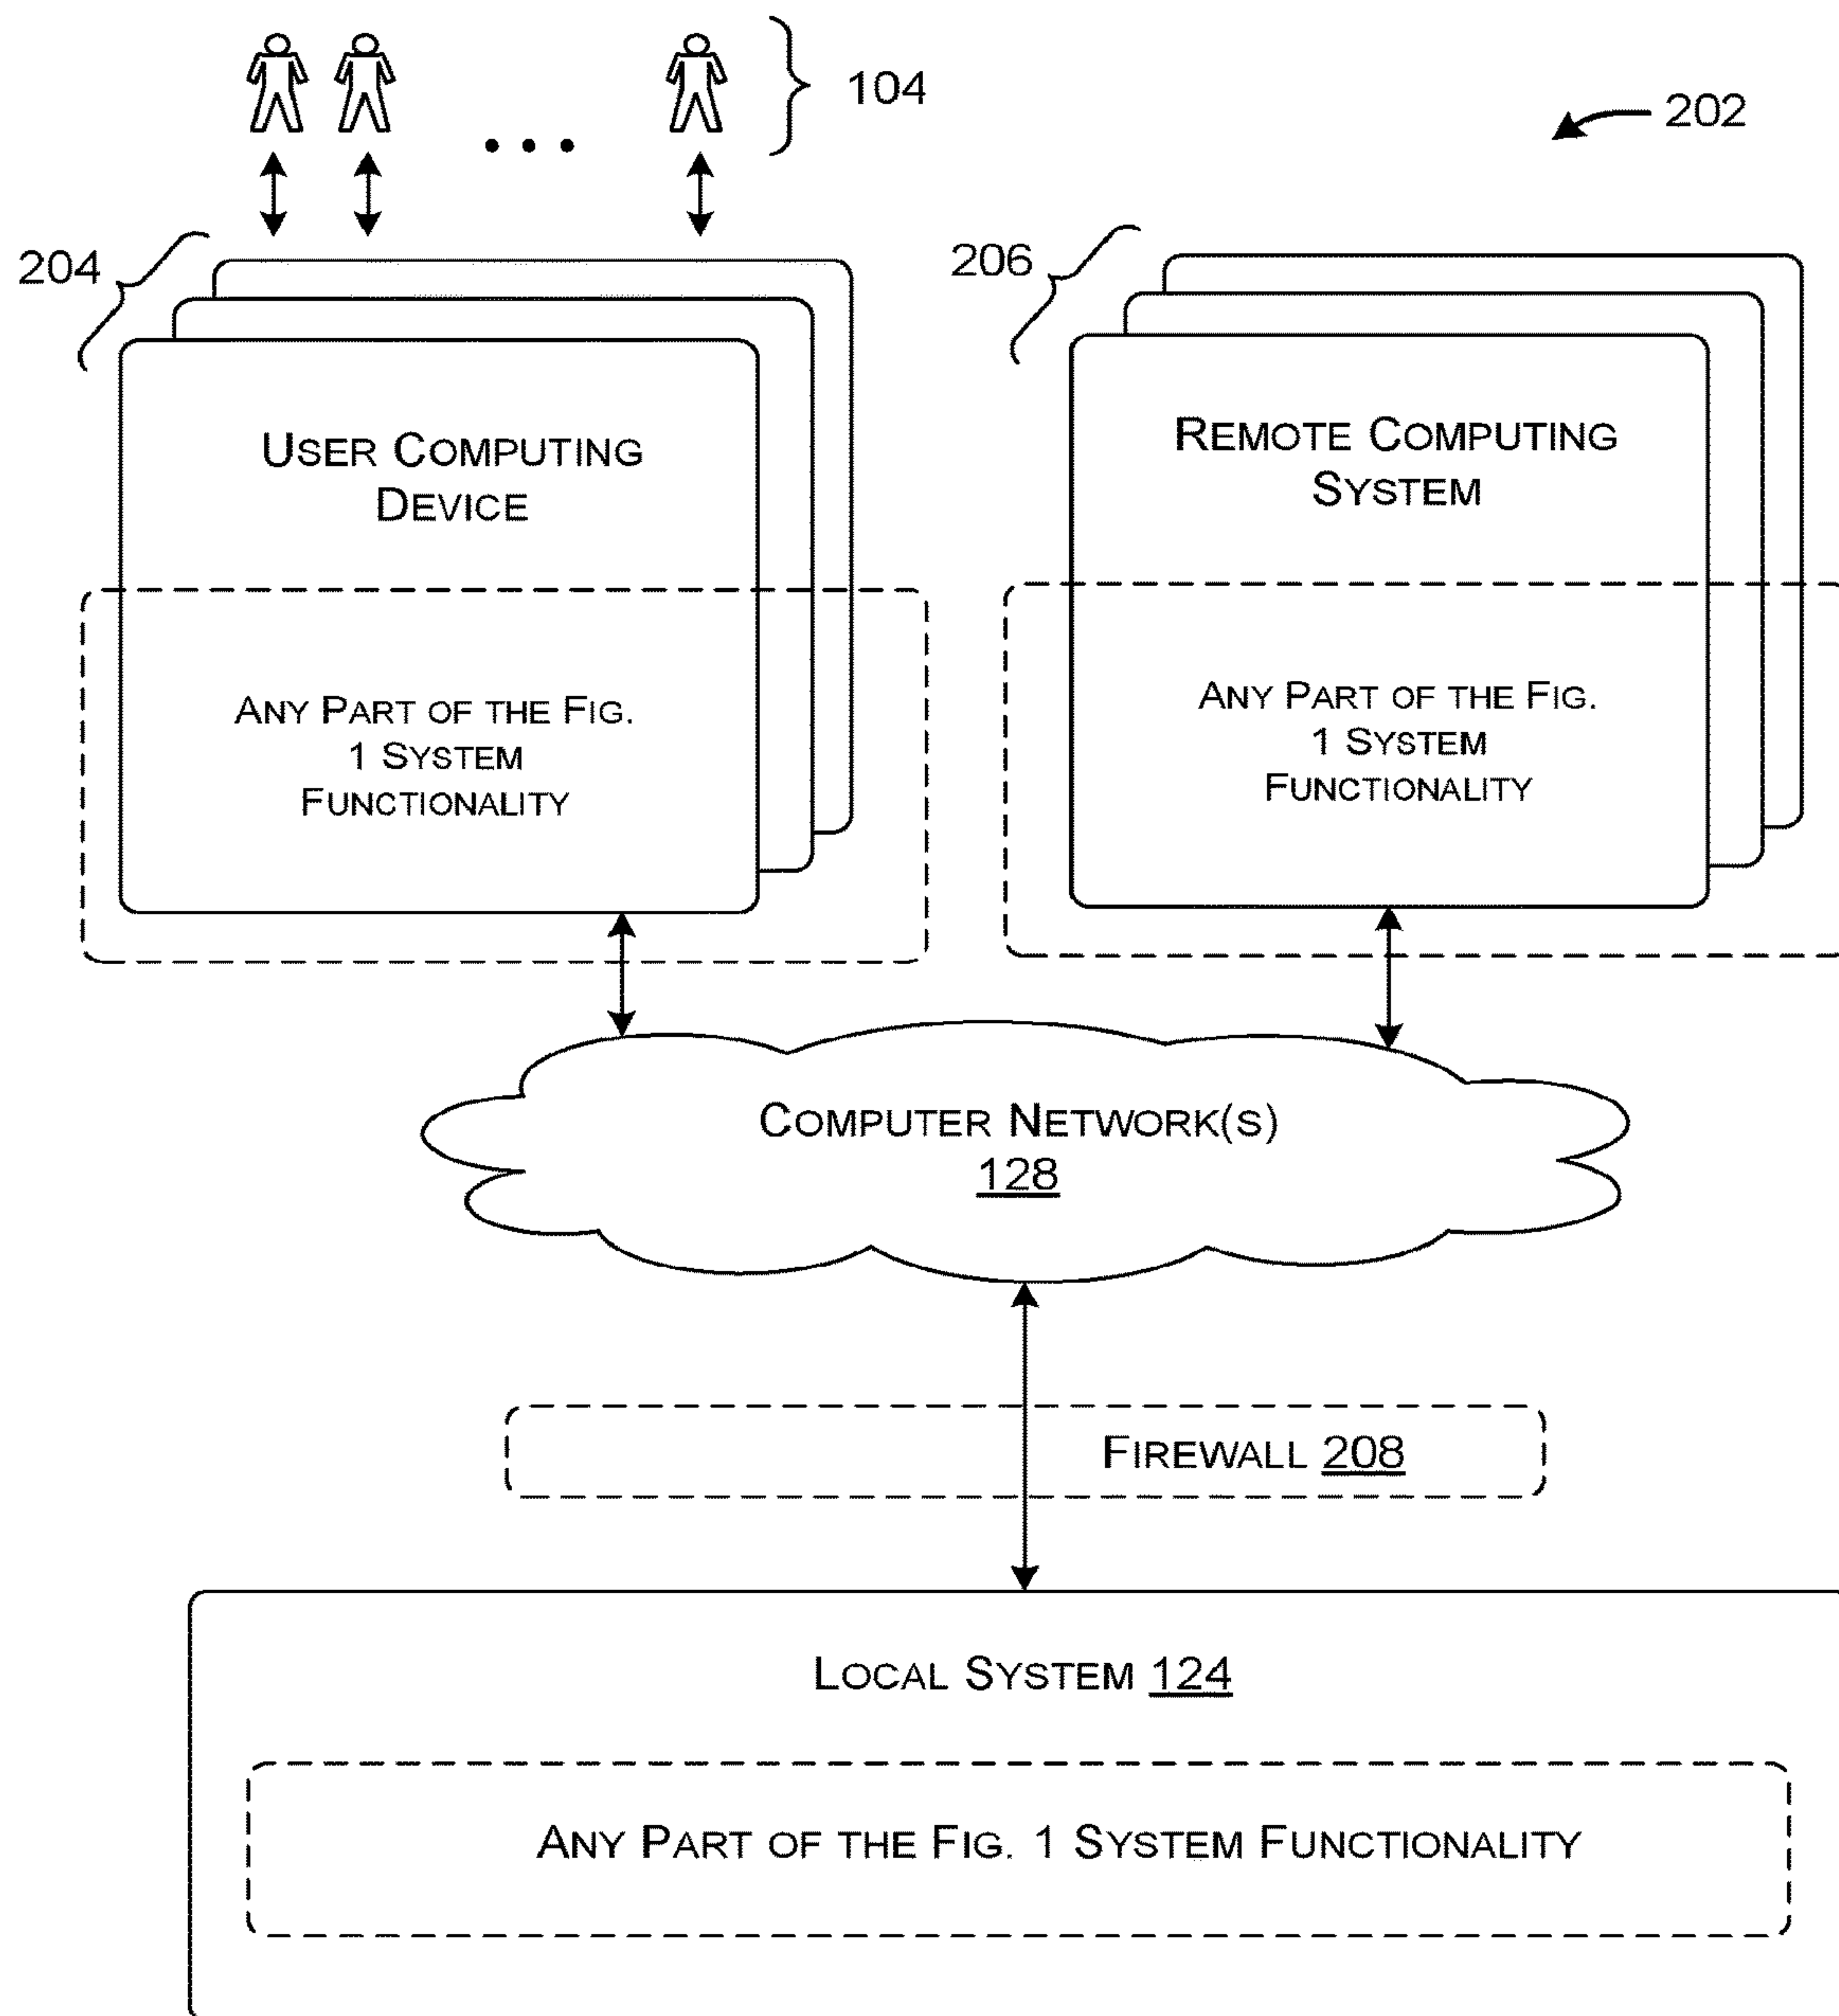 104
202
204
206
USER COMPUTING
DEVICE
REMOTE COMPUTING
SYSTEM
ANY PART OF THE FIG.
1 SYSTEM
FUNCTIONALITY
ANY PART OF THE FIG.
1 SYSTEM
FUNCTIONALITY
COMPUTER NETWORK(S)
128
FIREWALL 208
LOCAL SYSTEM 124
ANY PART OF THE FIG. 1 SYSTEM FUNCTIONALITY